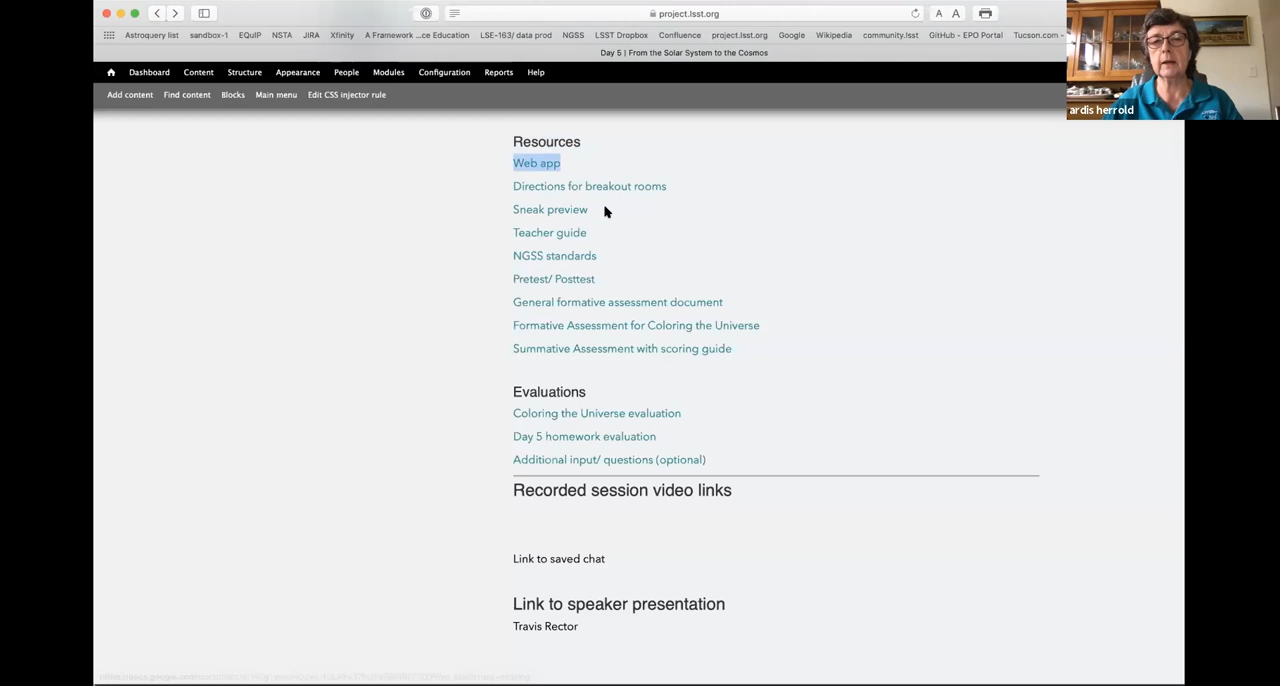 project.lsst.org
A A
Astroquery list sandbox-1 EQuIP NSTA JIRA Xfinity A Framework ...ce Education LSE-163/ data prod NGSS LSST Dropbox Confluence project.lsst.org Google Wikipedia community.lsst GitHub - EPO Portal Tucson.com -
Day 5 | From the Solar System to the Cosmos
Dashboard Content Structure Appearance People Modules Configuration Reports Help
Add content Find content Blocks Main menu Edit CSS injector rule
ardis herrold
Resources
Web app
Directions for breakout rooms
Sneak preview
Teacher guide
NGSS standards
Pretest/ Posttest
General formative assessment document
Formative Assessment for Coloring the Universe
Summative Assessment with scoring guide
Evaluations
Coloring the Universe evaluation
Day 5 homework evaluation
Additional input/ questions (optional)
Recorded session video links
Link to saved chat
Link to speaker presentation
Travis Rector